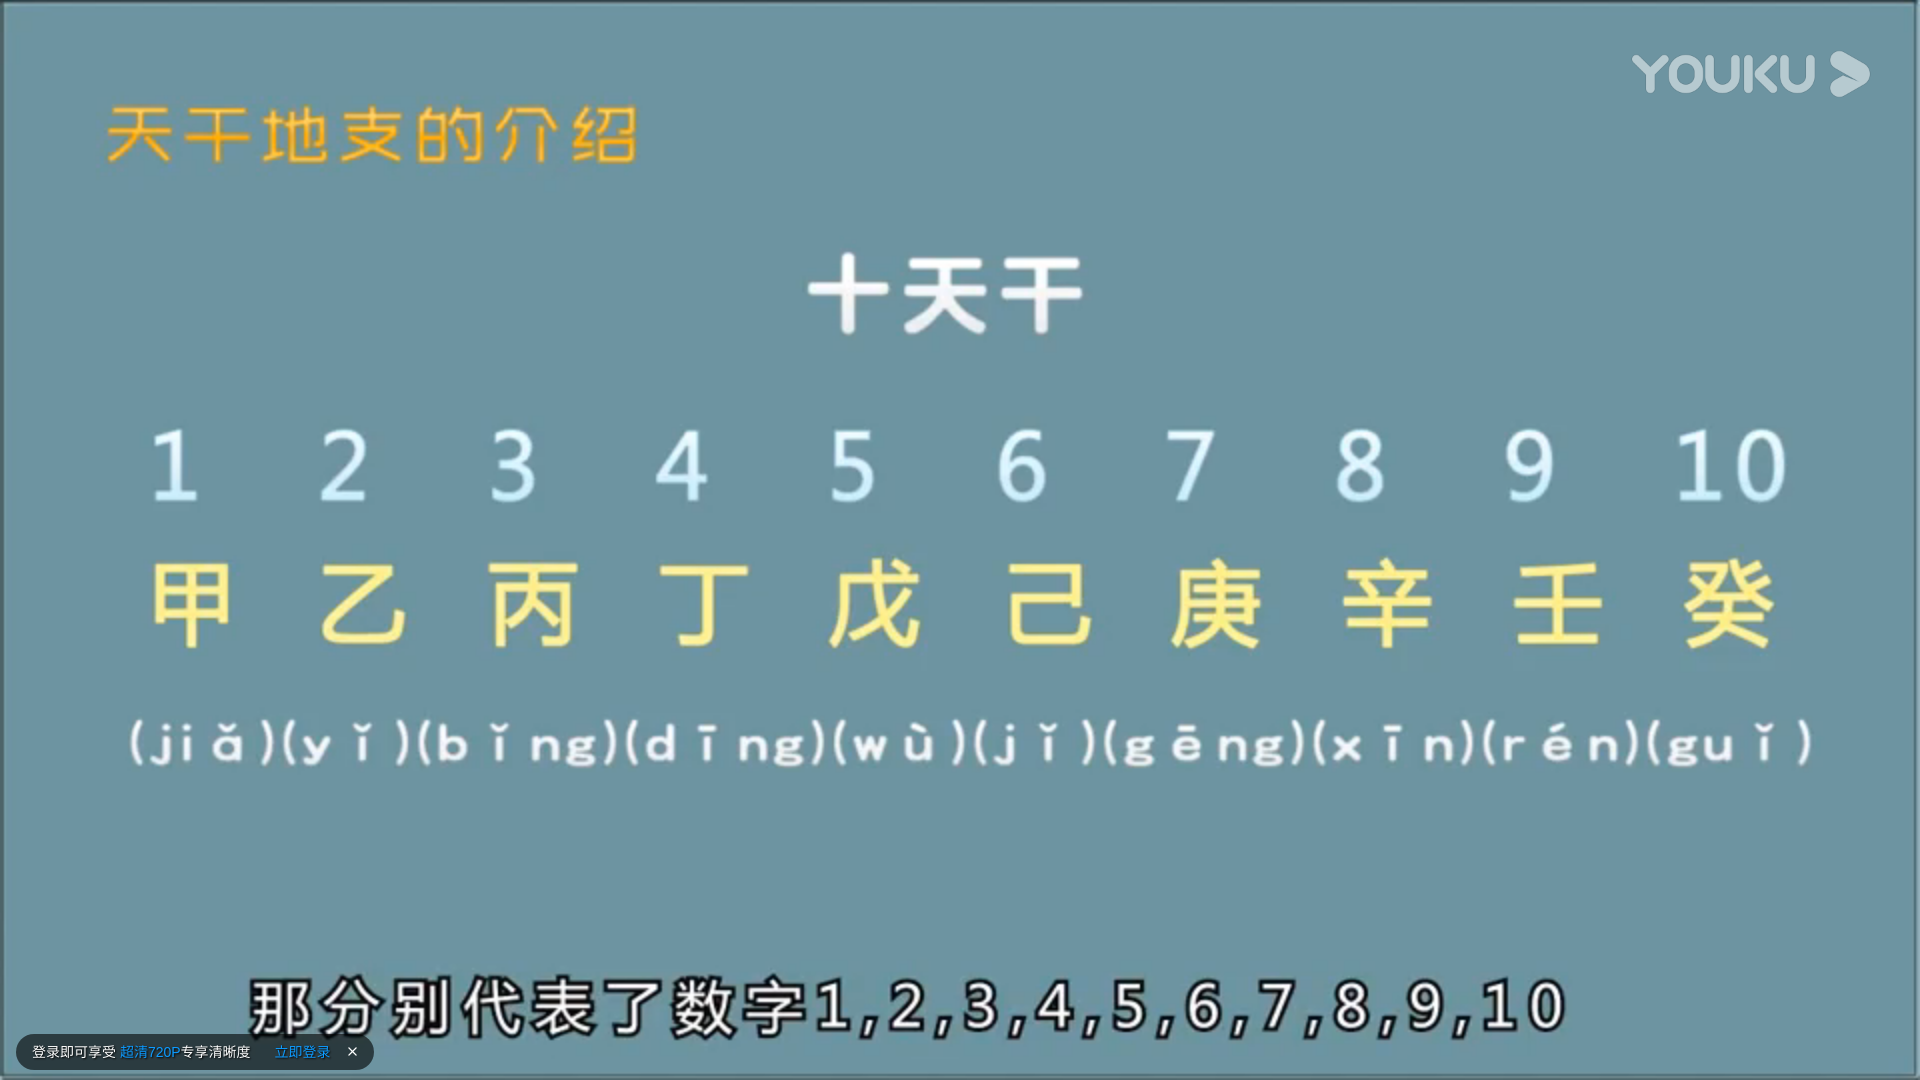 YOUKU
天干地支的介绍
十天干
1 2 3 4 5 6 7 8 9 10
甲 乙 丙 丁 戊 己 庚 辛 壬 癸
(jiǎ)(yǐ)(bǐng)(dīng)(wù)(jǐ)(gēng)(xīn)(rén)(guǐ)
那分别代表了数字1,2,3,4,5,6,7,8,9,10
登录即可享受 超清720P专享清晰度 立即登录 ×